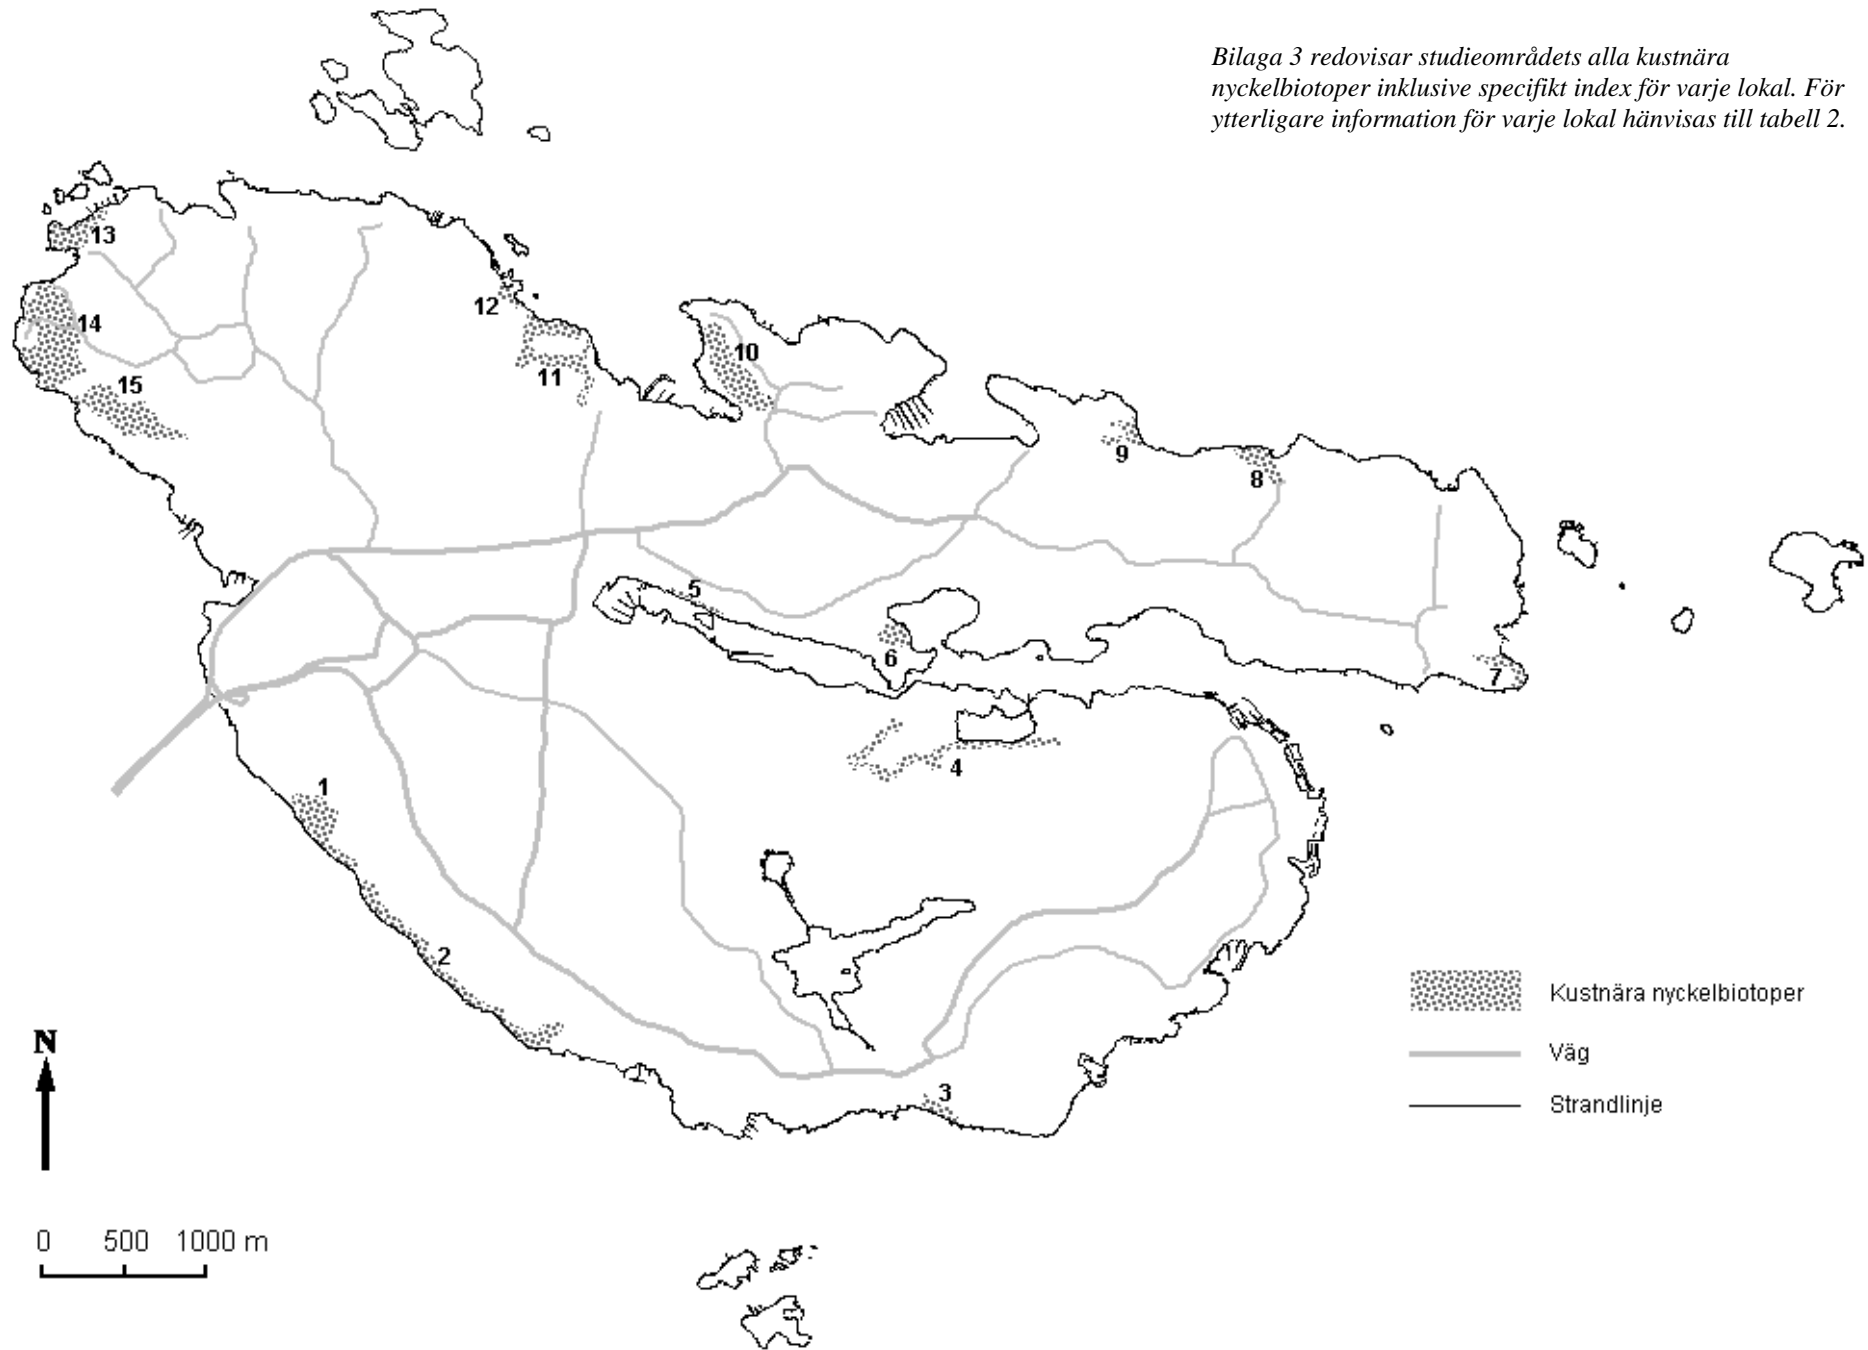 Bilaga 3 redovisar studieområdets alla kustnära
nyckelbiotoper inklusive specifikt index för varje lokal. För
ytterligare information för varje lokal hänvisas till tabell 2.
13
12
14
10
15
11
9
8
5
6
7
4
1
2
3
Kustnära nyckelbiotoper
Väg
Strandlinje
N
0 500 1000 m